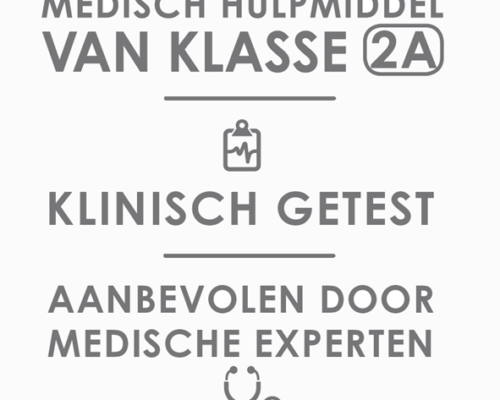 MEDISCH HULPMIDDEL
VAN KLASSE 2A
KLINISCH GETEST
AANBEVOLEN DOOR
MEDISCHE EXPERTEN